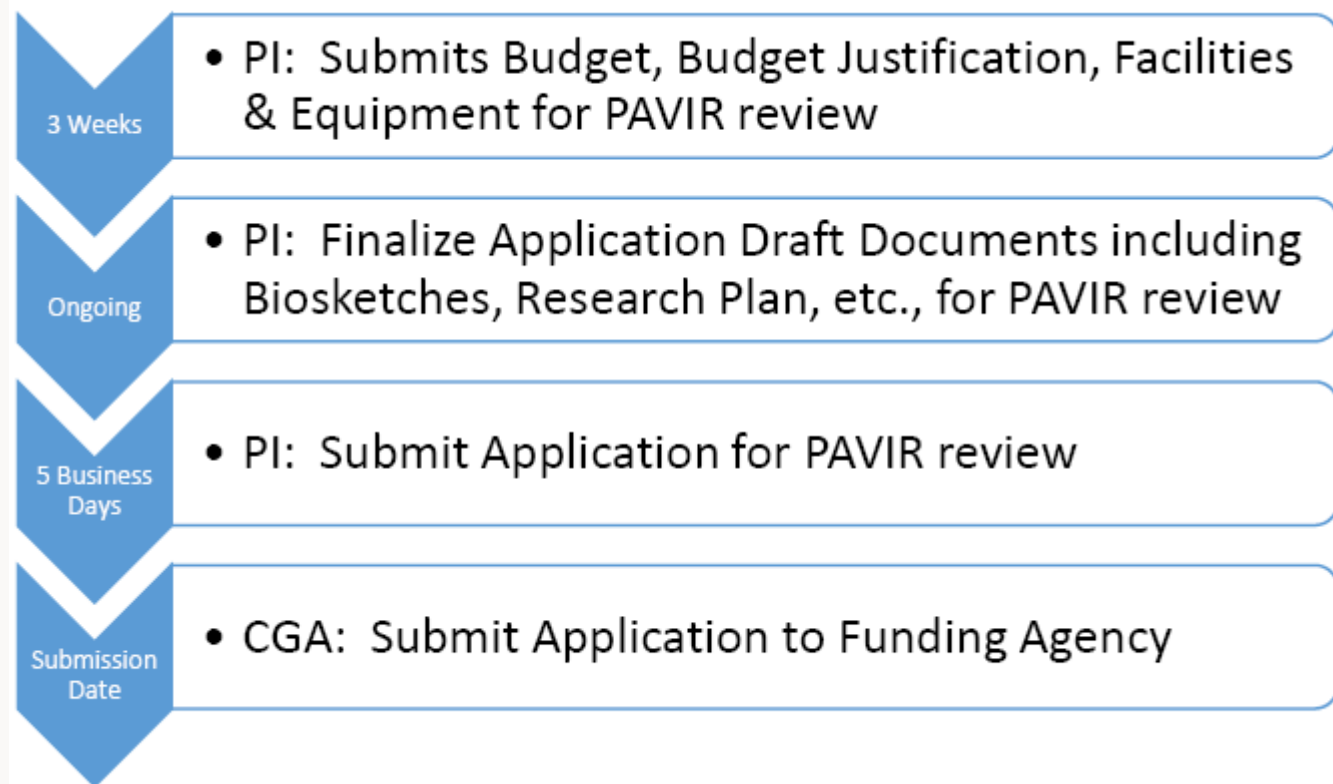 3 Weeks
• PI:  Submits Budget, Budget Justification, Facilities
& Equipment for PAVIR review
Ongoing
• PI:  Finalize Application Draft Documents including
Biosketches, Research Plan, etc., for PAVIR review
5 Business
Days
• PI:  Submit Application for PAVIR review
Submission
Date
• CGA:  Submit Application to Funding Agency